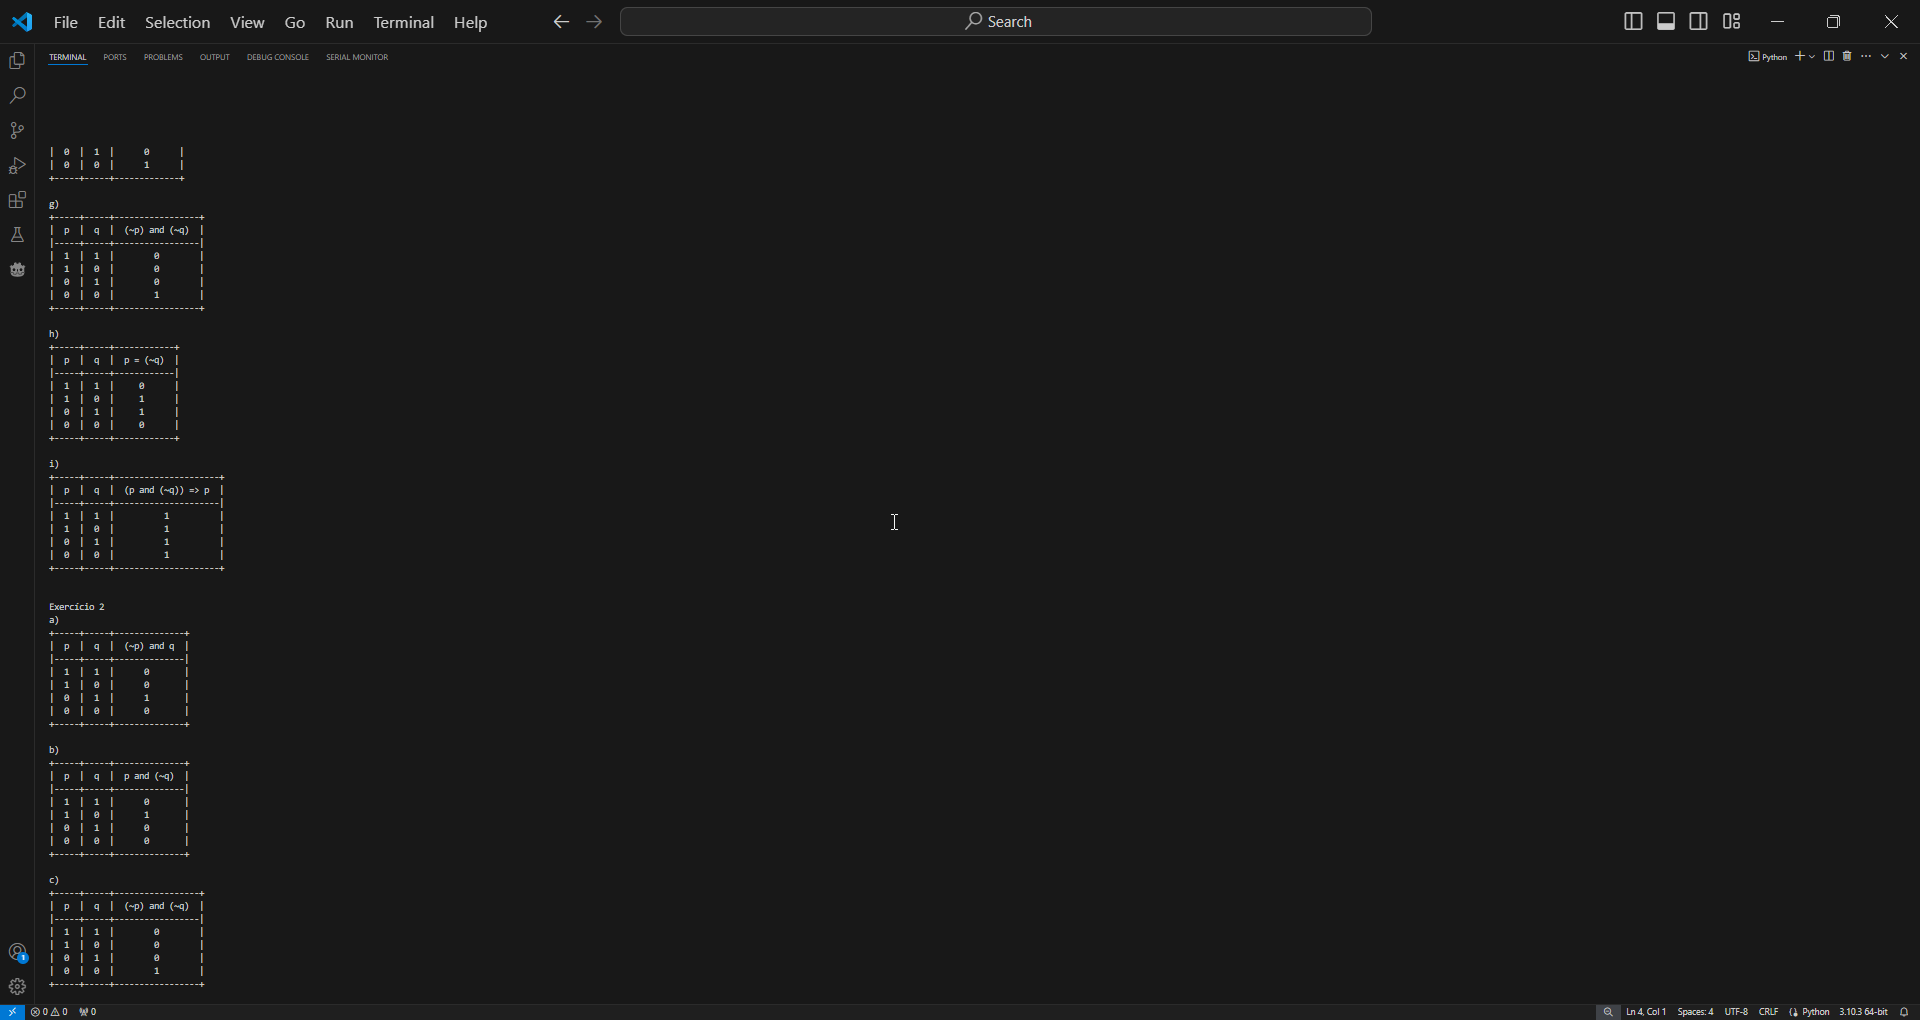 File Edit Selection View Go Run Terminal Help Search
TERMINAL PORTS PROBLEMS OUTPUT DEBUG CONSOLE SERIAL MONITOR Python
| 0 | 1 | 0 |
| 0 | 0 | 1 |
+-----+-----+-------------+
g)
+-----+-----+-----------------+
| p | q | (~p) and (~q) |
|-----+-----+-----------------|
| 1 | 1 | 0 |
| 1 | 0 | 0 |
| 0 | 1 | 0 |
| 0 | 0 | 1 |
+-----+-----+-----------------+
h)
+-----+-----+------------+
| p | q | p = (~q) |
|-----+-----+------------|
| 1 | 1 | 0 |
| 1 | 0 | 1 |
| 0 | 1 | 1 |
| 0 | 0 | 0 |
+-----+-----+------------+
i)
+-----+-----+---------------------+
| p | q | (p and (~q)) => p |
|-----+-----+---------------------|
| 1 | 1 | 1 |
| 1 | 0 | 1 |
| 0 | 1 | 1 |
| 0 | 0 | 1 |
+-----+-----+---------------------+
Exercício 2
a)
+-----+-----+--------------+
| p | q | (~p) and q |
|-----+-----+--------------|
| 1 | 1 | 0 |
| 1 | 0 | 0 |
| 0 | 1 | 1 |
| 0 | 0 | 0 |
+-----+-----+--------------+
b)
+-----+-----+--------------+
| p | q | p and (~q) |
|-----+-----+--------------|
| 1 | 1 | 0 |
| 1 | 0 | 1 |
| 0 | 1 | 0 |
| 0 | 0 | 0 |
+-----+-----+--------------+
c)
+-----+-----+-----------------+
| p | q | (~p) and (~q) |
|-----+-----+-----------------|
| 1 | 1 | 0 |
| 1 | 0 | 0 |
| 0 | 1 | 0 |
| 0 | 0 | 1 |
+-----+-----+-----------------+
1
0 0 0 Ln 4, Col 1 Spaces: 4 UTF-8 CRLF Python 3.10.3 64-bit